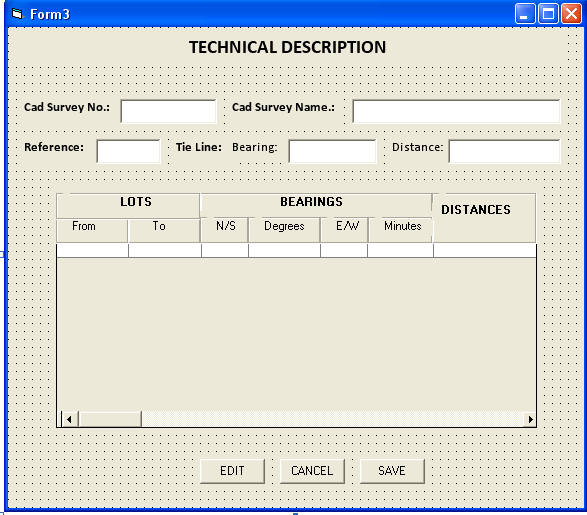 Form3
TECHNICAL DESCRIPTION
Cad Survey No.: Cad Survey Name.:
Reference: Tie Line: Bearing: Distance:
LOTS BEARINGS DISTANCES
From To N/S Degrees E/W Minutes
EDIT CANCEL SAVE